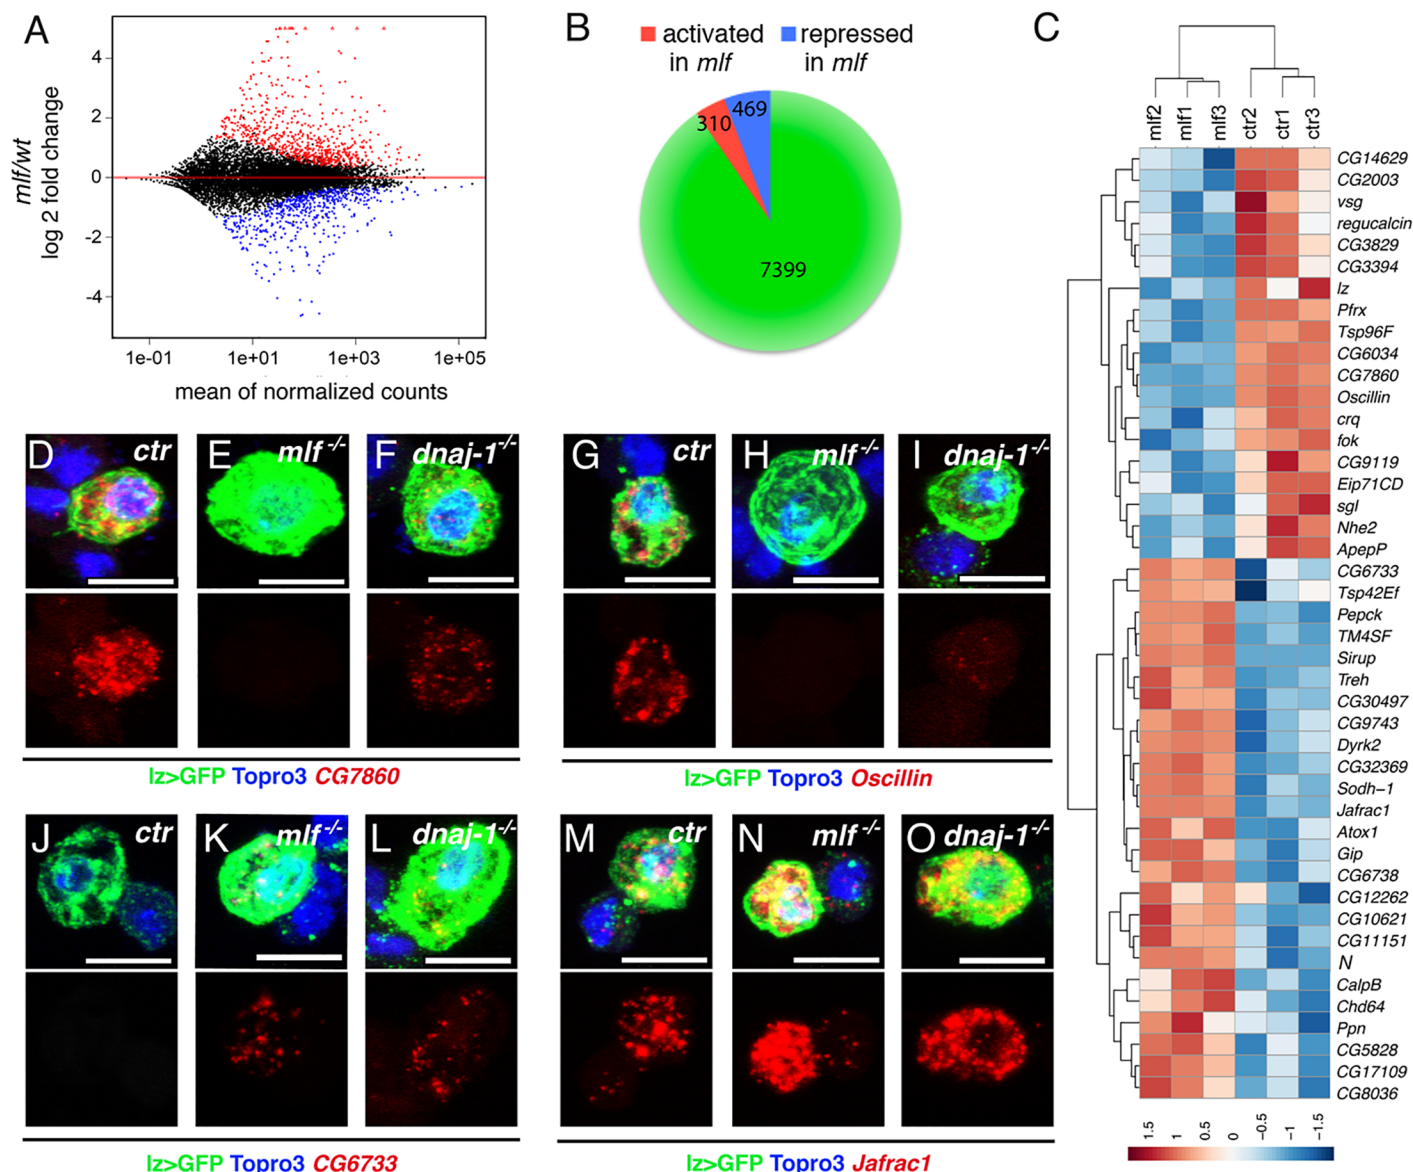 A
mlf/wt
log 2 fold change
4
2
0
-2
-4
1e-01 1e+01 1e+03 1e+05
mean of normalized counts
B
activated in mlf
repressed in mlf
310
469
7399
C
mlf2 mlf1 mlf3 ctr2 ctr1 ctr3
CG14629
CG2003
vsg
regucalcin
CG3829
CG3394
lz
Pfrx
Tsp96F
CG6034
CG7860
Oscillin
crq
fok
CG9119
Eip71CD
sgl
Nhe2
ApepP
CG6733
Tsp42Ef
Pepck
TM4SF
Sirup
Treh
CG30497
CG9743
Dyrk2
CG32369
Sodh−1
Jafrac1
Atox1
Gip
CG6738
CG12262
CG10621
CG11151
N
CalpB
Chd64
Ppn
CG5828
CG17109
CG8036
1.5 1 0.5 0 −0.5 −1 −1.5
D ctr
E mlf -/-
F dnaj-1-/-
lz>GFP Topro3 CG7860
G ctr
H mlf-/-
I dnaj-1-/-
lz>GFP Topro3 Oscillin
J ctr
K mlf-/-
L dnaj-1-/-
lz>GFP Topro3 CG6733
M ctr
N mlf-/-
O dnaj-1-/-
lz>GFP Topro3 Jafrac1